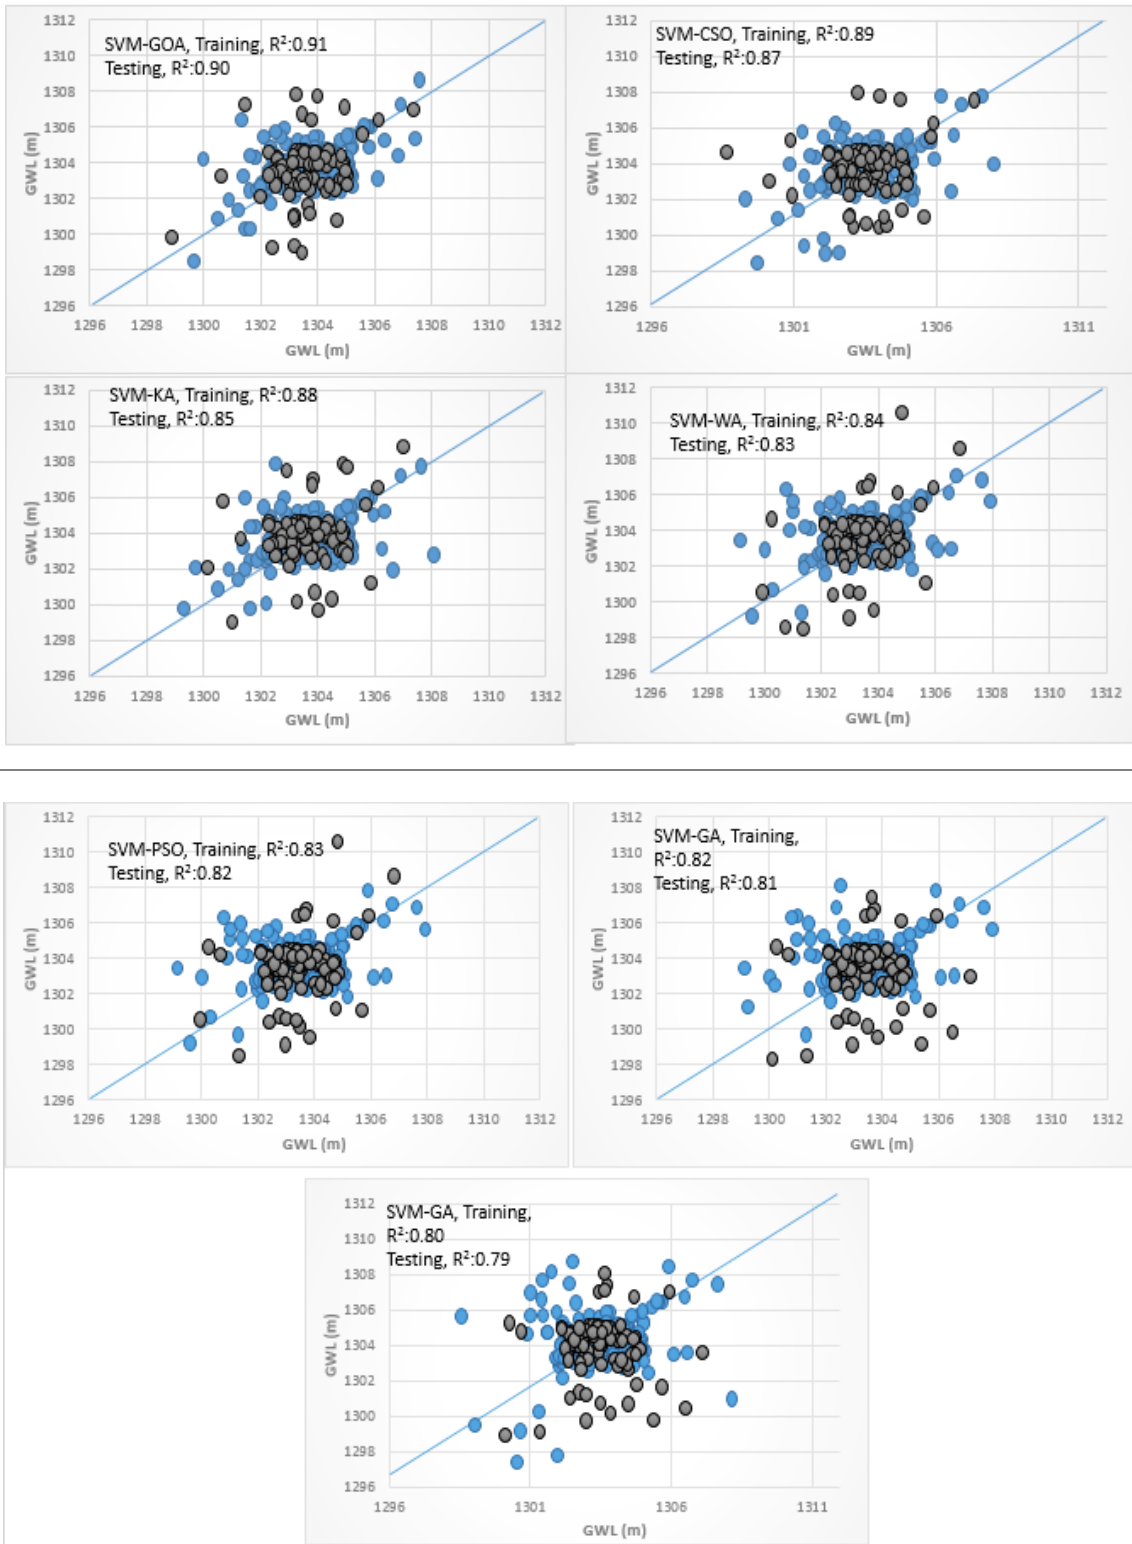 SVM-GOA, Training, R²:0.91
Testing, R²:0.90
1312
1310
1308
1306
1304
1302
1300
1298
1296
GWL (m)
1296 1298 1300 1302 1304 1306 1308 1310 1312
GWL (m)
SVM-CSO, Training, R²:0.89
Testing, R²:0.87
1312
1310
1308
1306
1304
1302
1300
1298
1296
GWL (m)
1296 1301 1306 1311
GWL (m)
SVM-KA, Training, R²:0.88
Testing, R²:0.85
1312
1310
1308
1306
1304
1302
1300
1298
1296
GWL (m)
1296 1298 1300 1302 1304 1306 1308 1310 1312
GWL (m)
SVM-WA, Training, R²:0.84
Testing, R²:0.83
1312
1310
1308
1306
1304
1302
1300
1298
1296
GWL (m)
1296 1298 1300 1302 1304 1306 1308 1310 1312
GWL (m)
SVM-PSO, Training, R²:0.83
Testing, R²:0.82
1312
1310
1308
1306
1304
1302
1300
1298
1296
GWL (m)
1296 1298 1300 1302 1304 1306 1308 1310 1312
GWL (m)
SVM-GA, Training,
R²:0.82
Testing, R²:0.81
1312
1310
1308
1306
1304
1302
1300
1298
1296
GWL (m)
1296 1298 1300 1302 1304 1306 1308 1310 1312
GWL (m)
SVM-GA, Training,
R²:0.80
Testing, R²:0.79
1312
1310
1308
1306
1304
1302
1300
1298
1296
GWL (m)
1296 1301 1306 1311
GWL (m)